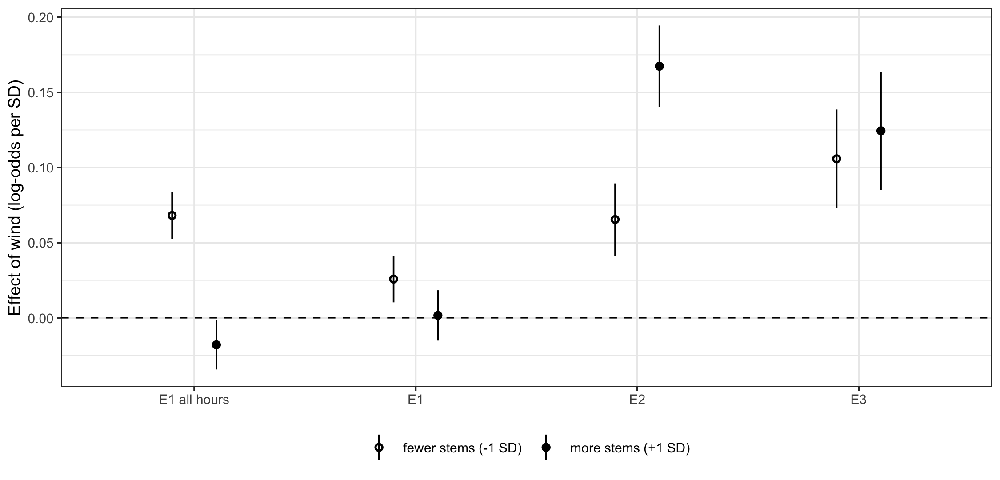 Effect of wind (log-odds per SD)
0.20
0.15
0.10
0.05
0.00
E1 all hours E1 E2 E3
fewer stems (-1 SD) more stems (+1 SD)